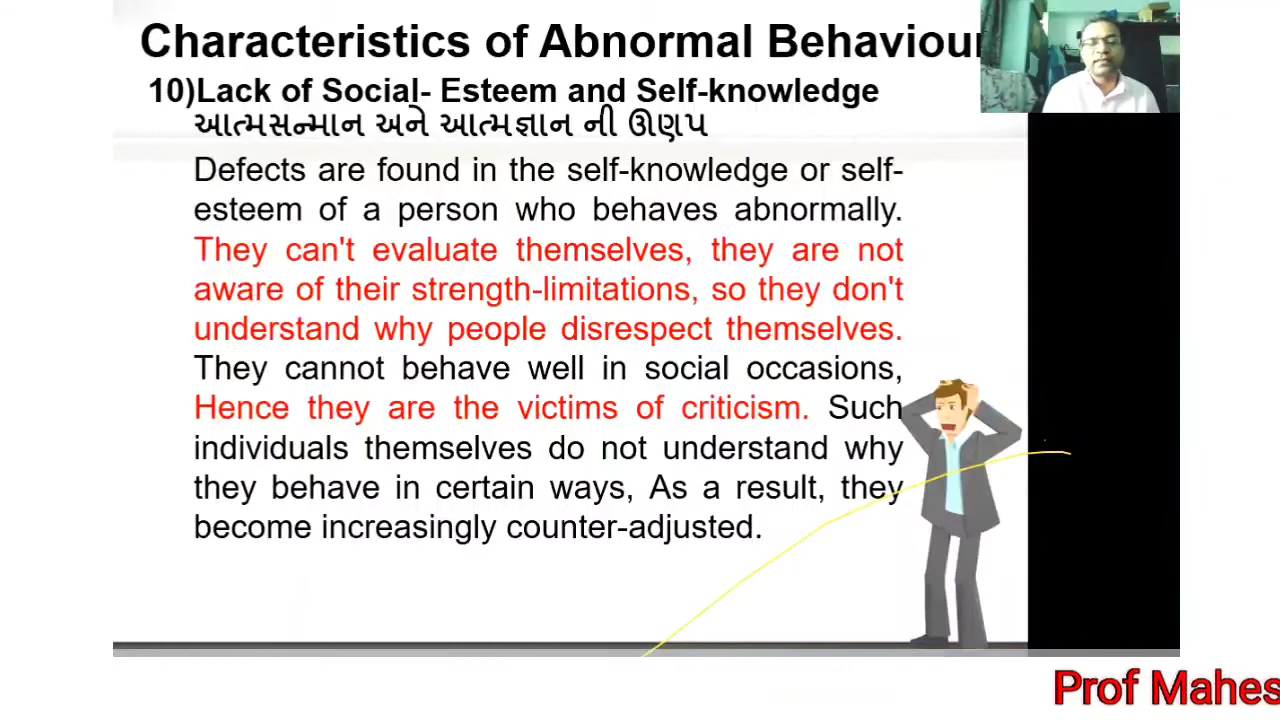 Characteristics of Abnormal Behaviour
10)Lack of Social- Esteem and Self-knowledge
આત્મસન્માન અને આત્મજ્ઞાન ની ઊણપ
Defects are found in the self-knowledge or self-
esteem of a person who behaves abnormally.
They can't evaluate themselves, they are not
aware of their strength-limitations, so they don't
understand why people disrespect themselves.
They cannot behave well in social occasions,
Hence they are the victims of criticism. Such
individuals themselves do not understand why
they behave in certain ways, As a result, they
become increasingly counter-adjusted.
Prof Mahes